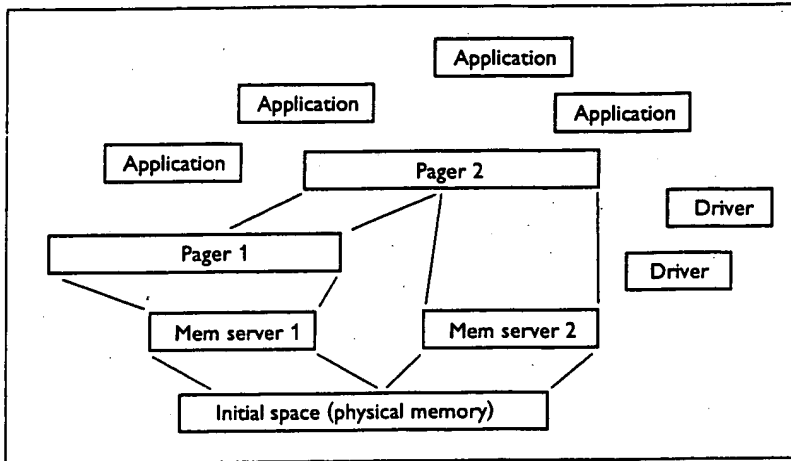 Application
Application
Application
Application
Pager 2
Driver
Pager 1
Driver
Mem server 1
Mem server 2
Initial space (physical memory)